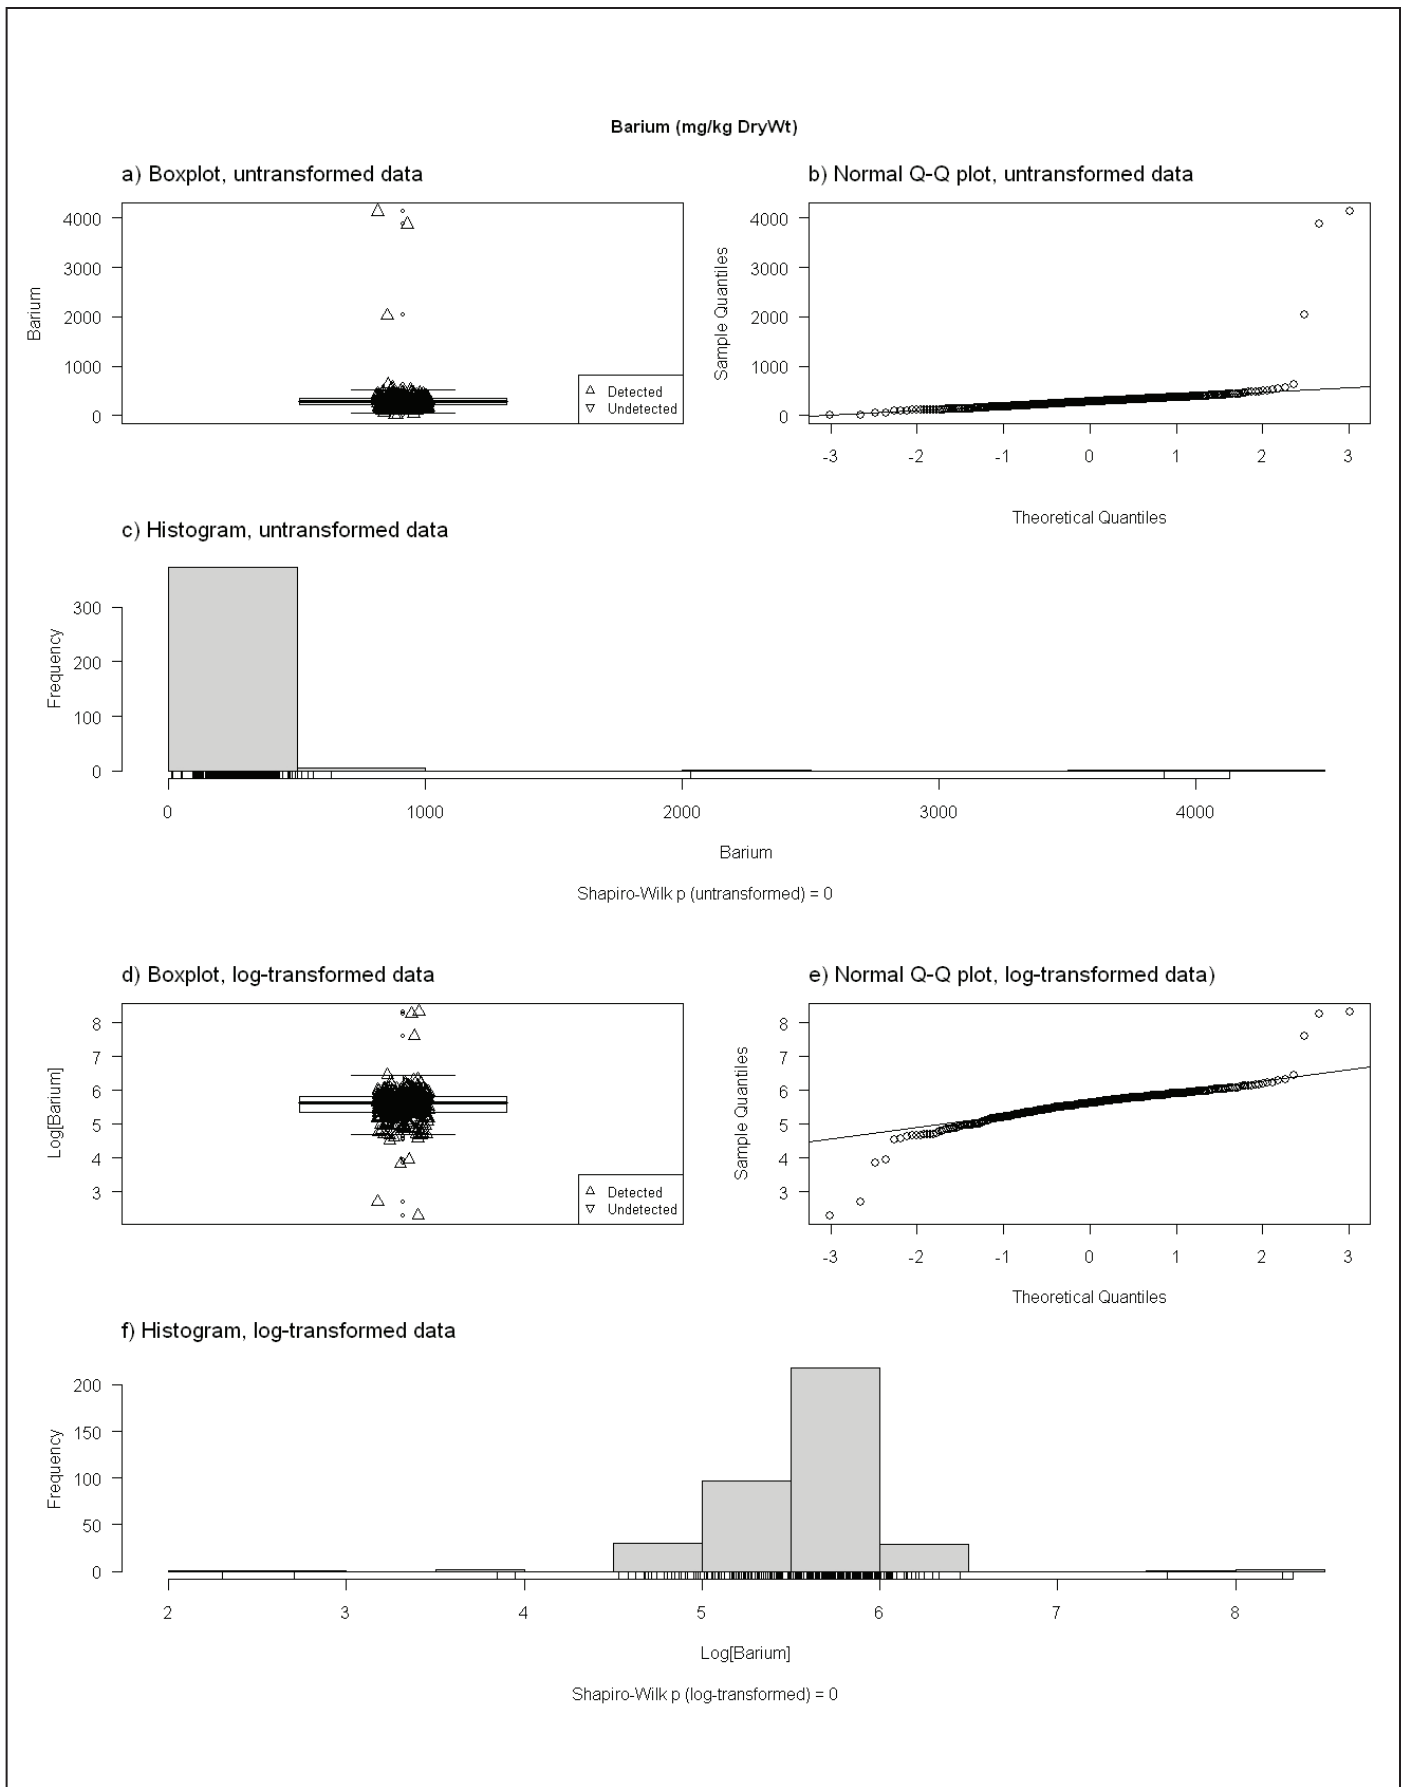 Barium (mg/kg DryWt)
a) Boxplot, untransformed data
Barium
4000
3000
2000
1000
0
Detected
Undetected
b) Normal Q-Q plot, untransformed data
Sample Quantiles
4000
3000
2000
1000
0
-3 -2 -1 0 1 2 3
Theoretical Quantiles
c) Histogram, untransformed data
Frequency
300
200
100
0
0 1000 2000 3000 4000
Barium
Shapiro-Wilk p (untransformed) = 0
d) Boxplot, log-transformed data
Log[Barium]
8
7
6
5
4
3
Detected
Undetected
e) Normal Q-Q plot, log-transformed data)
Sample Quantiles
8
7
6
5
4
3
-3 -2 -1 0 1 2 3
Theoretical Quantiles
f) Histogram, log-transformed data
Frequency
200
150
100
50
0
2 3 4 5 6 7 8
Log[Barium]
Shapiro-Wilk p (log-transformed) = 0